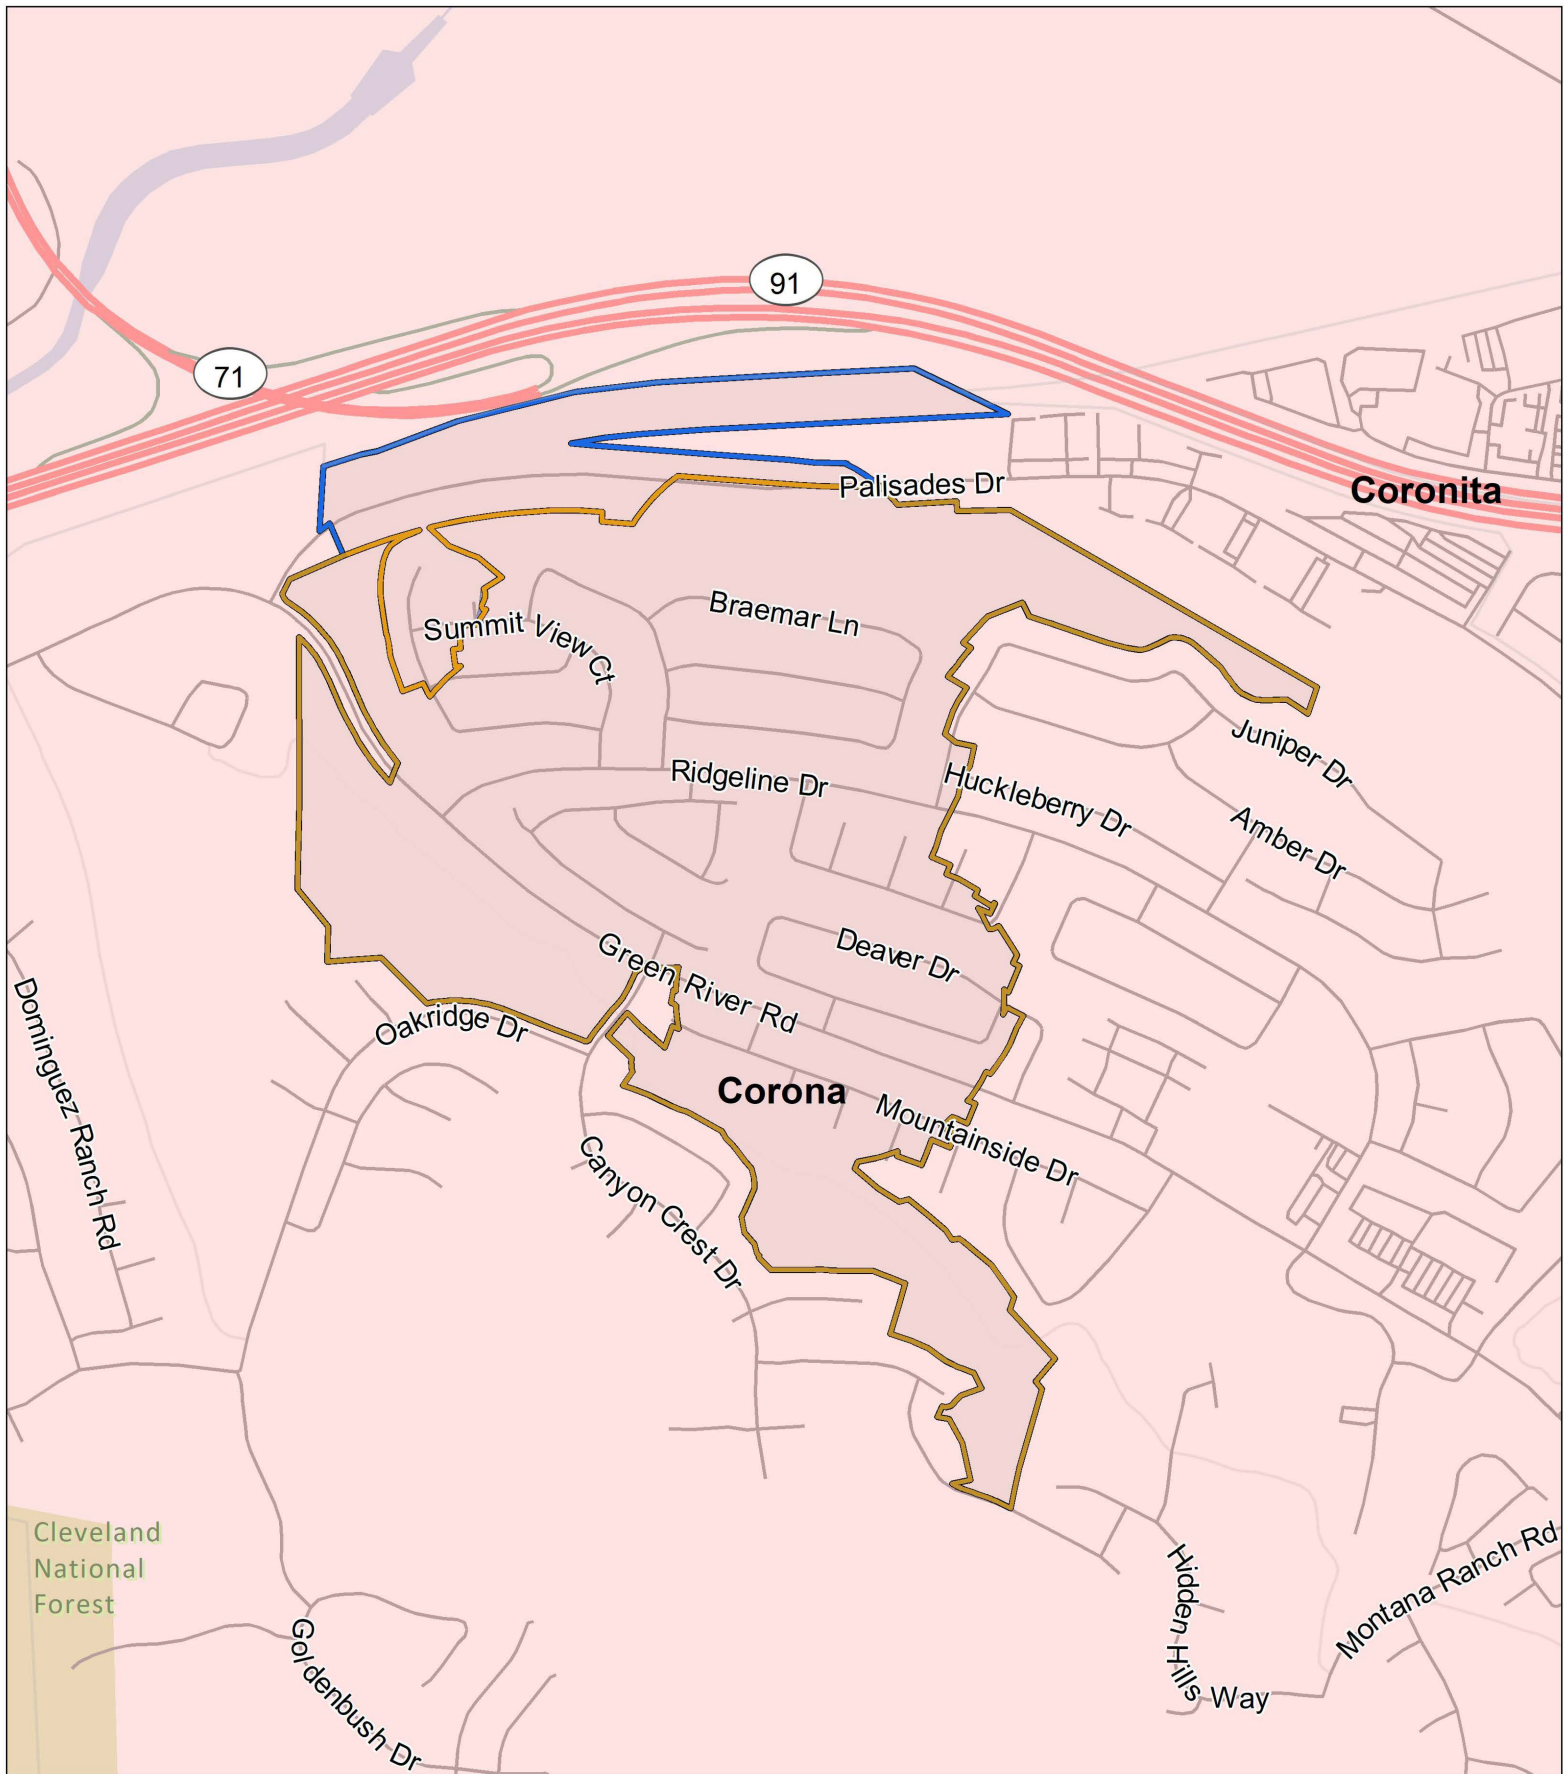 91
71
Palisades Dr
Coronita
Braemar Ln
Summit View Ct
Juniper Dr
Ridgeline Dr
Huckleberry Dr
Amber Dr
Deaver Dr
Green River Rd
Oakridge Dr
Dominguez Ranch Rd
Corona
Mountainside Dr
Canyon Crest Dr
Cleveland
National
Forest
Hidden Hills Way
Montana Ranch Rd
Goldenbush Dr